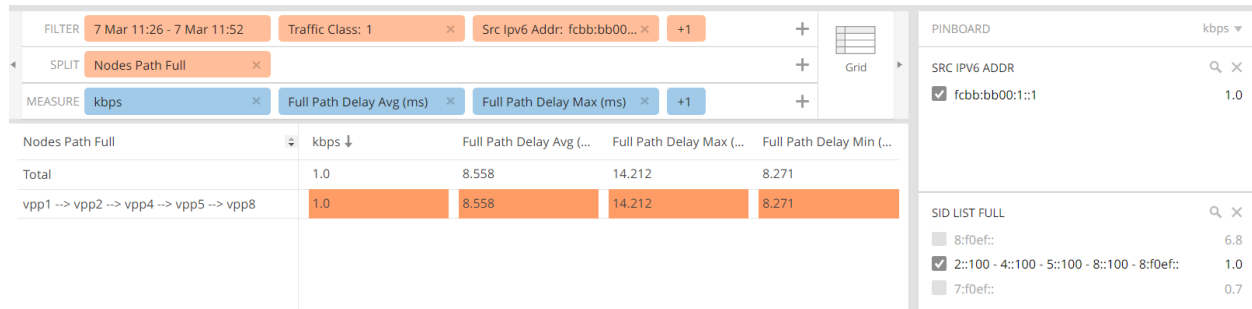 FILTER 7 Mar 11:26 - 7 Mar 11:52 × Traffic Class: 1 × Src Ipv6 Addr: fcbb:bb00... × +1 +
SPLIT Nodes Path Full × +
MEASURE kbps × Full Path Delay Avg (ms) × Full Path Delay Max (ms) × +1 +
Grid
Nodes Path Full kbps Full Path Delay Avg (... Full Path Delay Max (... Full Path Delay Min (...
Total 1.0 8.558 14.212 8.271
vpp1 --> vpp2 --> vpp4 --> vpp5 --> vpp8 1.0 8.558 14.212 8.271
PINBOARD kbps
SRC IPV6 ADDR
fcbb:bb00:1::1 1.0
SID LIST FULL
8:f0ef:: 6.8
2::100 - 4::100 - 5::100 - 8::100 - 8:f0ef:: 1.0
7:f0ef:: 0.7